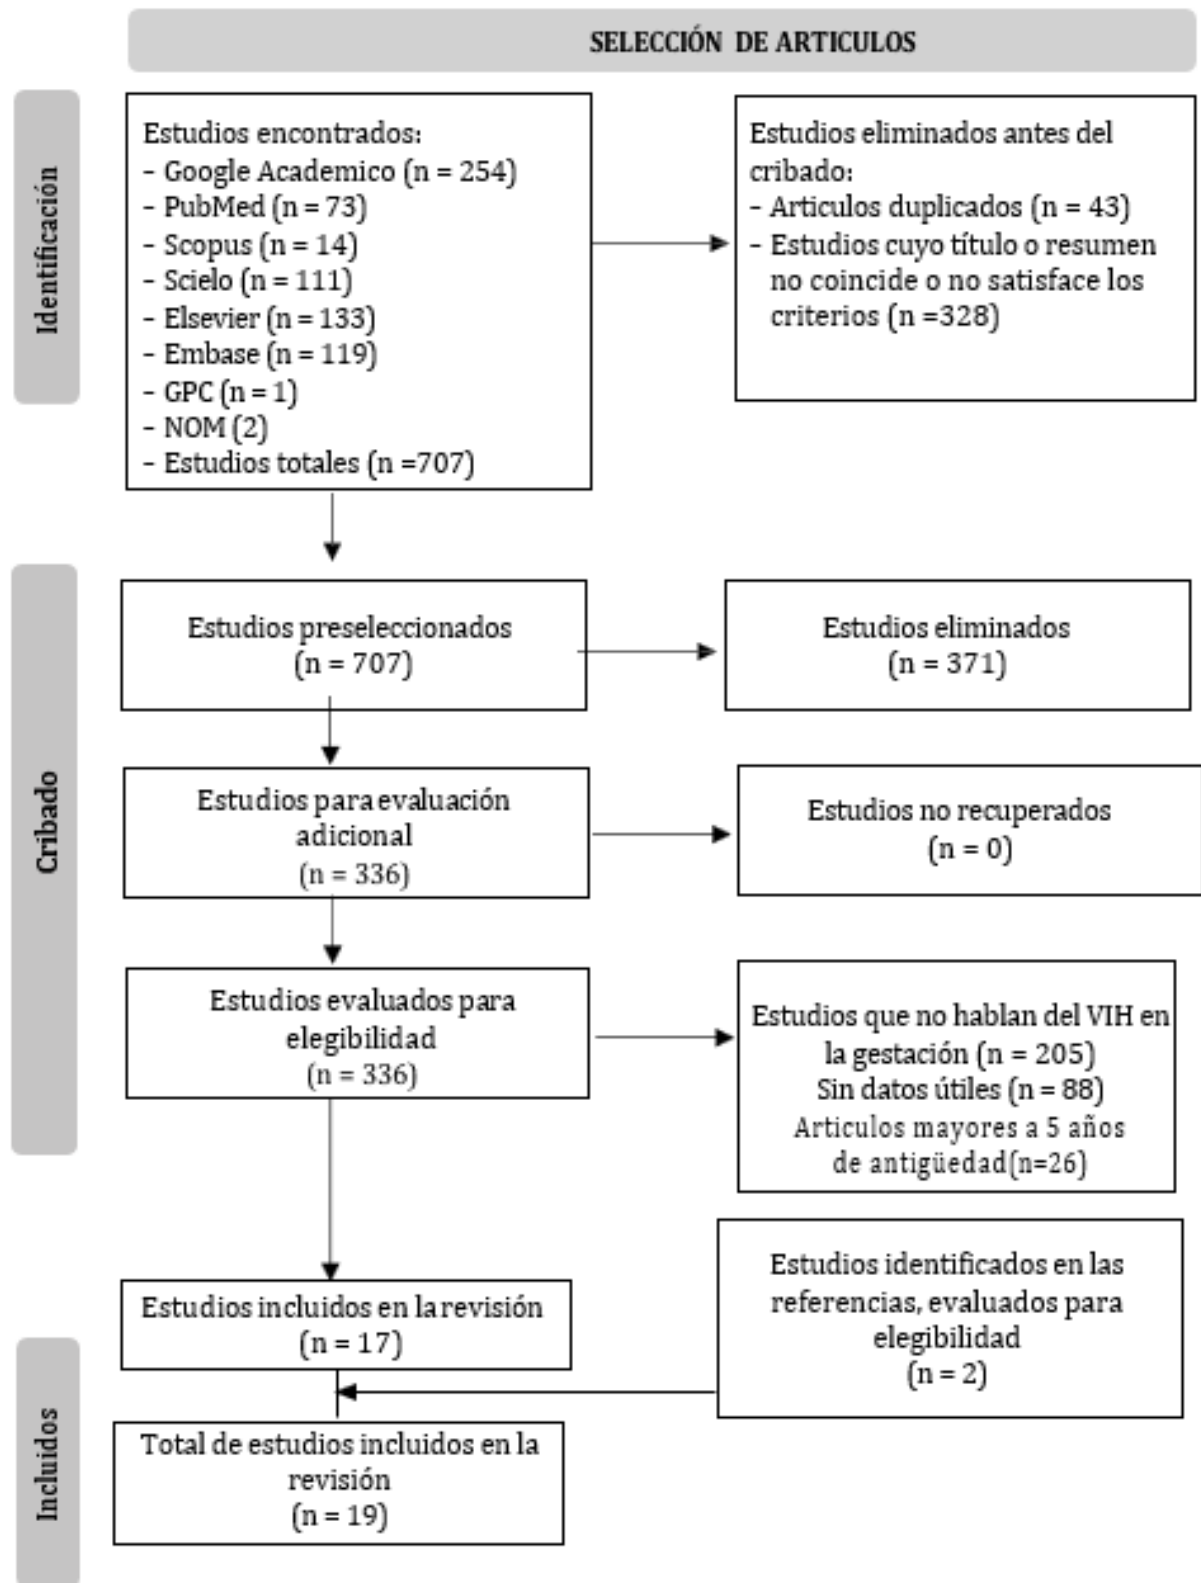 SELECCIÓN DE ARTICULOS
Identificación
Estudios encontrados:
– Google Academico (n = 254)
– PubMed (n = 73)
– Scopus (n = 14)
– Scielo (n = 111)
– Elsevier (n = 133)
– Embase (n = 119)
– GPC (n = 1)
– NOM (2)
– Estudios totales (n =707)
Estudios eliminados antes del
cribado:
– Articulos duplicados (n = 43)
– Estudios cuyo título o resumen
no coincide o no satisface los
criterios (n =328)
Cribado
Estudios preseleccionados
(n = 707)
Estudios eliminados
(n = 371)
Estudios para evaluación
adicional
(n = 336)
Estudios no recuperados
(n = 0)
Estudios evaluados para
elegibilidad
(n = 336)
Estudios que no hablan del VIH en
la gestación (n = 205)
Sin datos útiles (n = 88)
Articulos mayores a 5 años
de antigüedad(n=26)
Estudios incluidos en la revisión
(n = 17)
Estudios identificados en las
referencias, evaluados para
elegibilidad
(n = 2)
Incluidos
Total de estudios incluidos en la
revisión
(n = 19)